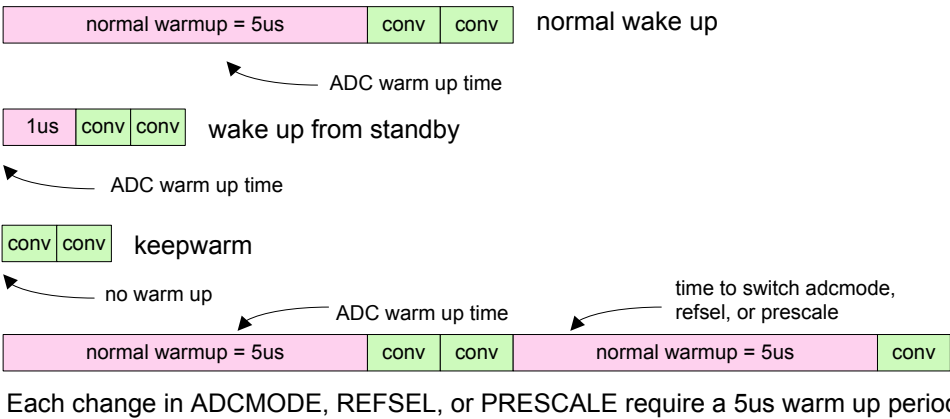 normal warmup = 5us conv conv normal wake up
ADC warm up time
1us conv conv wake up from standby
ADC warm up time
conv conv keepwarm
no warm up
ADC warm up time
time to switch adcmode,
refsel, or prescale
normal warmup = 5us conv conv normal warmup = 5us conv
Each change in ADCMODE, REFSEL, or PRESCALE require a 5us warm up